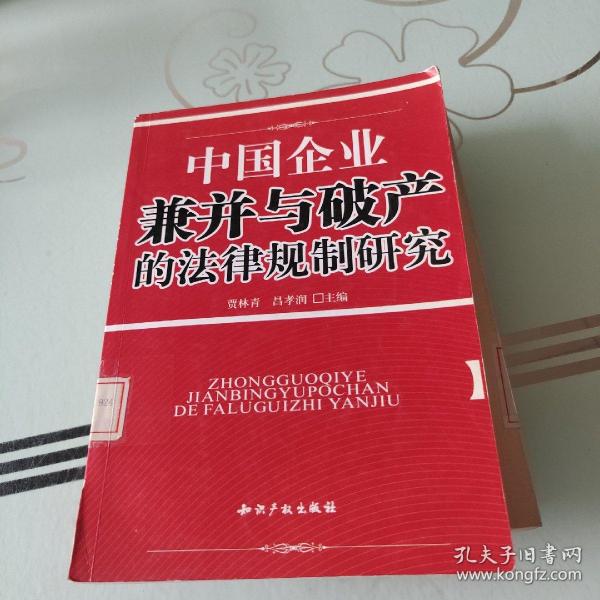 中国企业
兼并与破产
的法律规制研究
贾林青 吕孝润 □主编
ZHONGGUOQIYE
JIANBINGYUPOCHAN
DE FALUGUIZHI YANJIU
924
知识产权出版社
孔夫子旧书网
www.kongfz.com